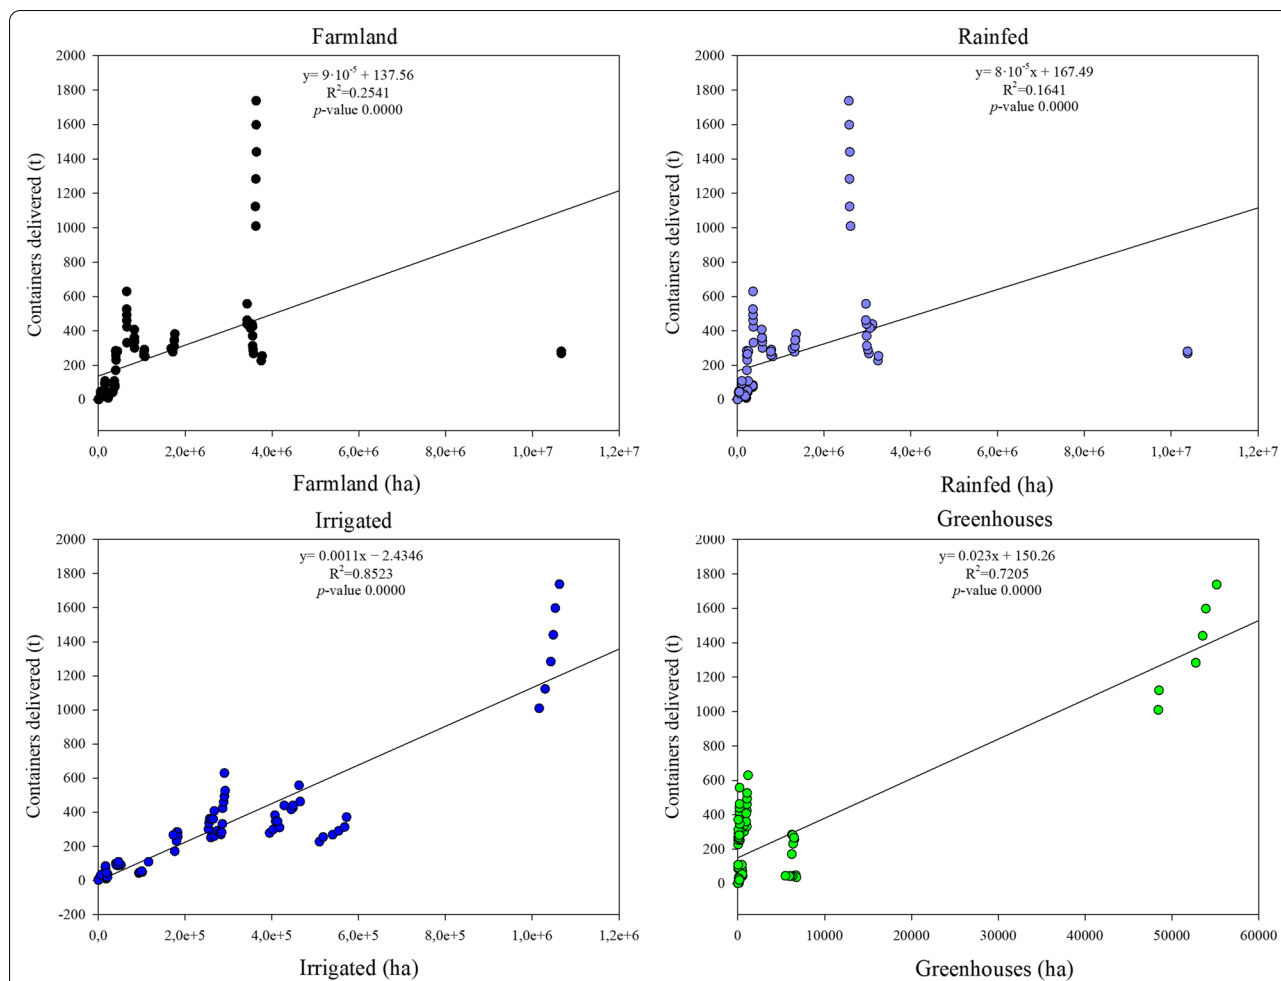 Farmland
y= 9·10-5 + 137.56
R2=0.2541
p-value 0.0000
Containers delivered (t)
2000
1800
1600
1400
1200
1000
800
600
400
200
0
0,0 2,0e+6 4,0e+6 6,0e+6 8,0e+6 1,0e+7 1,2e+7
Farmland (ha)
Rainfed
y= 8·10-5x + 167.49
R2=0.1641
p-value 0.0000
Containers delivered (t)
2000
1800
1600
1400
1200
1000
800
600
400
200
0
0,0 2,0e+6 4,0e+6 6,0e+6 8,0e+6 1,0e+7 1,2e+7
Rainfed (ha)
Irrigated
y= 0.0011x − 2.4346
R2=0.8523
p-value 0.0000
Containers delivered (t)
2000
1800
1600
1400
1200
1000
800
600
400
200
0
-200
0,0 2,0e+5 4,0e+5 6,0e+5 8,0e+5 1,0e+6 1,2e+6
Irrigated (ha)
Greenhouses
y= 0.023x + 150.26
R2=0.7205
p-value 0.0000
Containers delivered (t)
2000
1800
1600
1400
1200
1000
800
600
400
200
0
0 10000 20000 30000 40000 50000 60000
Greenhouses (ha)